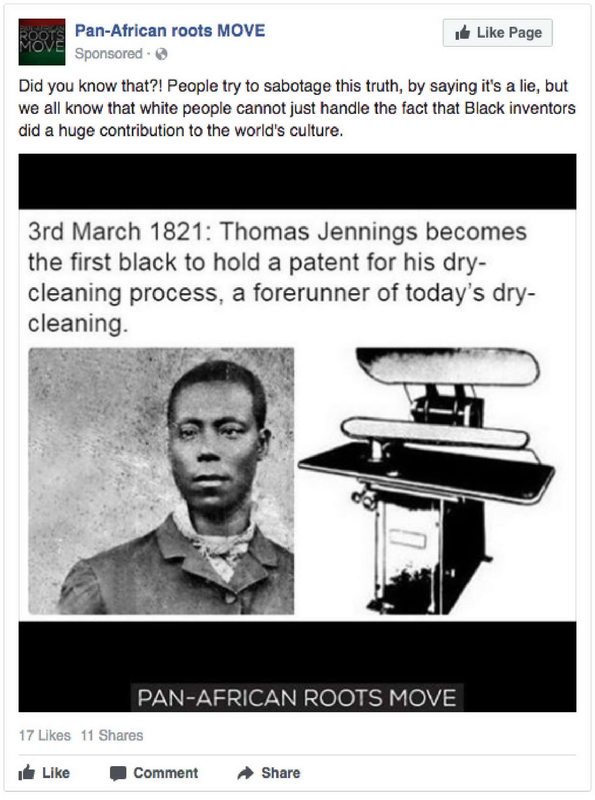 PAN-AFRICAN
ROOTS
MOVE
Pan-African roots MOVE
Like Page
Sponsored ·
Did you know that?! People try to sabotage this truth, by saying it's a lie, but
we all know that white people cannot just handle the fact that Black inventors
did a huge contribution to the world's culture.
3rd March 1821: Thomas Jennings becomes
the first black to hold a patent for his dry-
cleaning process, a forerunner of today's dry-
cleaning.
PAN-AFRICAN ROOTS MOVE
17 Likes 11 Shares
Like Comment Share